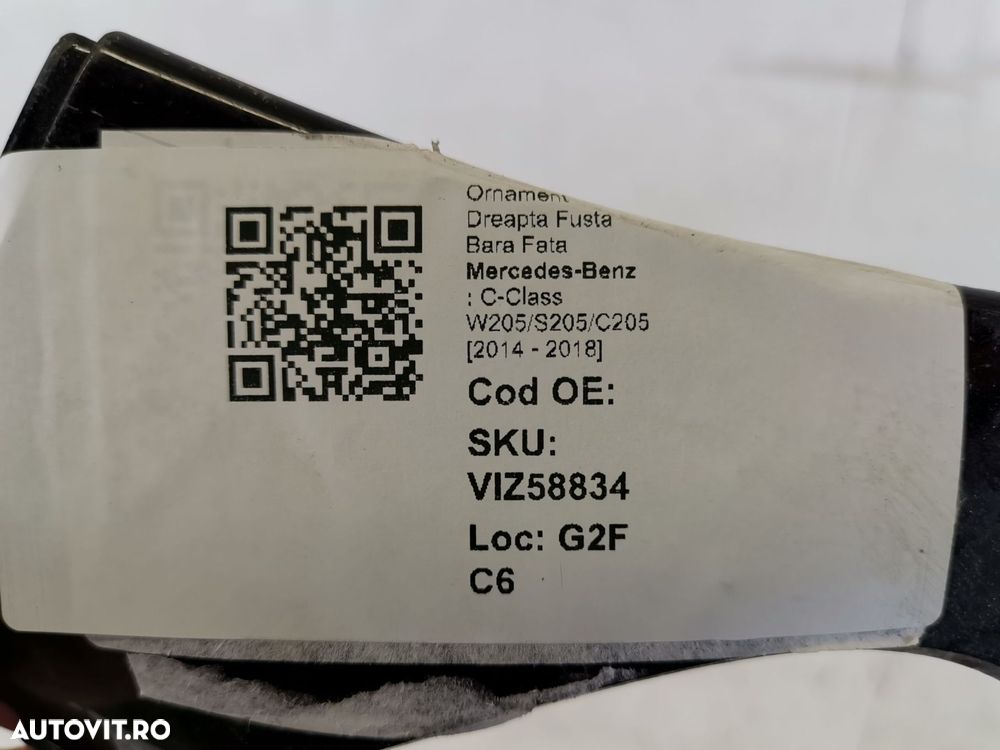 Ornament
Dreapta Fusta
Bara Fata
Mercedes-Benz
: C-Class
W205/S205/C205
[2014 - 2018]
Cod OE:
SKU:
VIZ58834
Loc: G2F
C6
AUTOVIT.RO